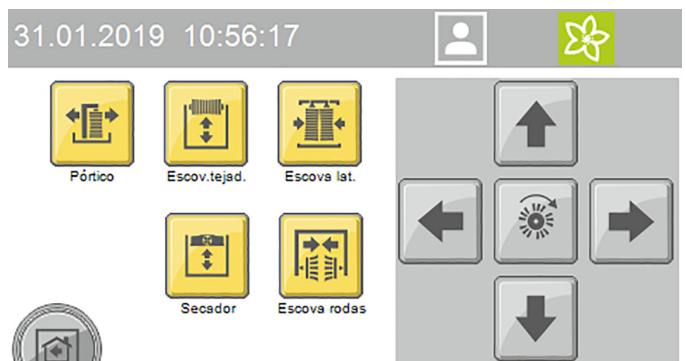 31.01.2019 10:56:17
Pórtico
Escov.tejad.
Escova lat.
Secador
Escova rodas